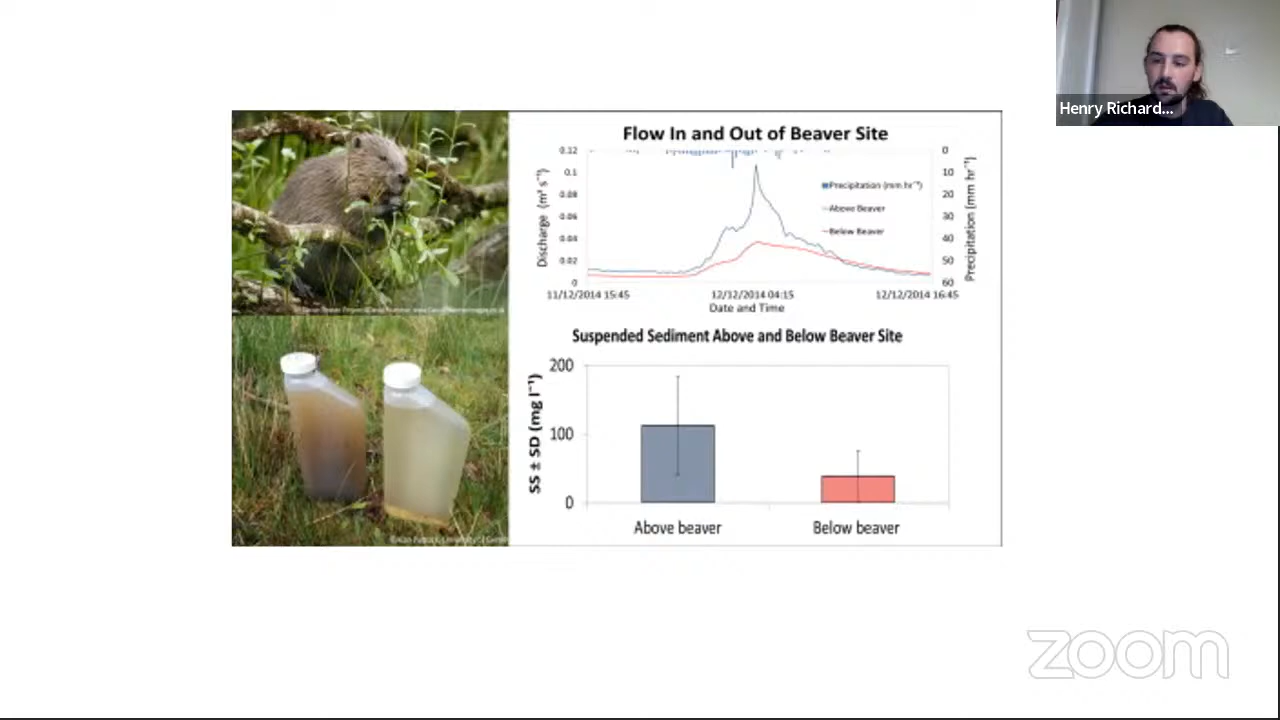 Henry Richard...
Flow In and Out of Beaver Site
Discharge (m³ s⁻¹)
0.12
0.1
0.08
0.06
0.04
0.02
0
0
10
20
30
40
50
60
Precipitation (mm hr⁻¹)
Precipitation (mm hr⁻¹)
Above Beaver
Below Beaver
11/12/2014 15:45
12/12/2014 04:15
12/12/2014 16:45
Date and Time
Suspended Sediment Above and Below Beaver Site
SS ± SD (mg l⁻¹)
200
100
0
Above beaver
Below beaver
zoom